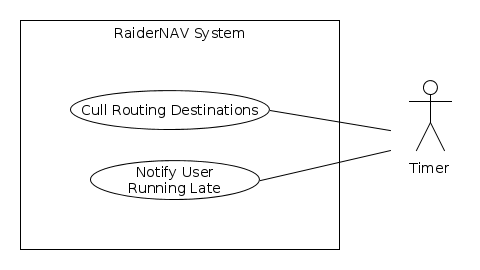 RaiderNAV System
Cull Routing Destinations
Notify User
Running Late
Timer